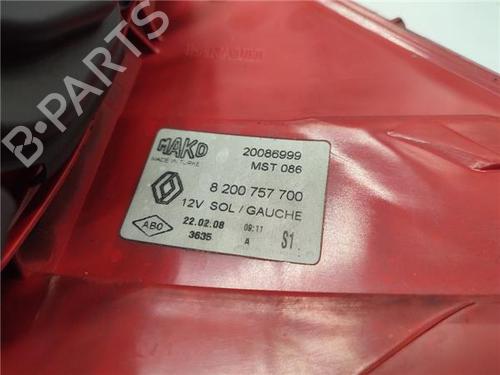 B-PARTS
MAKO
MADE IN TURKEY
20086999
MST 086
8 200 757 700
12V SOL / GAUCHE
ABO
22.02.08
09:11
3635
A
S1